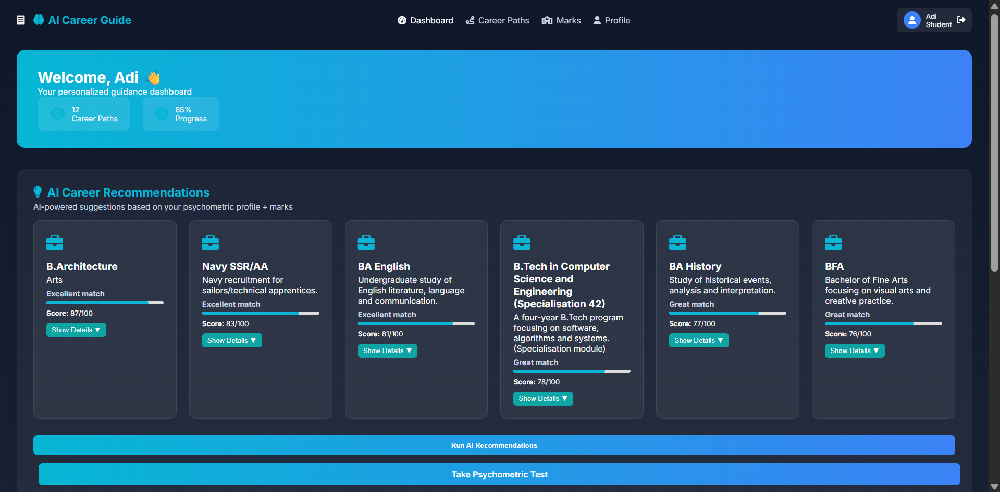 AI Career Guide
Dashboard
Career Paths
Marks
Profile
Adi
Student
Welcome, Adi 👋
Your personalized guidance dashboard
12
Career Paths
85%
Progress
AI Career Recommendations
AI-powered suggestions based on your psychometric profile + marks
B.Architecture
Arts
Excellent match
Score: 87/100
Show Details ▼
Navy SSR/AA
Navy recruitment for
sailors/technical apprentices.
Excellent match
Score: 83/100
Show Details ▼
BA English
Undergraduate study of
English literature, language
and communication.
Excellent match
Score: 81/100
Show Details ▼
B.Tech in Computer
Science and
Engineering
(Specialisation 42)
A four-year B.Tech program
focusing on software,
algorithms and systems.
(Specialisation module)
Great match
Score: 78/100
Show Details ▼
BA History
Study of historical events,
analysis and interpretation.
Great match
Score: 77/100
Show Details ▼
BFA
Bachelor of Fine Arts
focusing on visual arts and
creative practice.
Great match
Score: 76/100
Show Details ▼
Run AI Recommendations
Take Psychometric Test